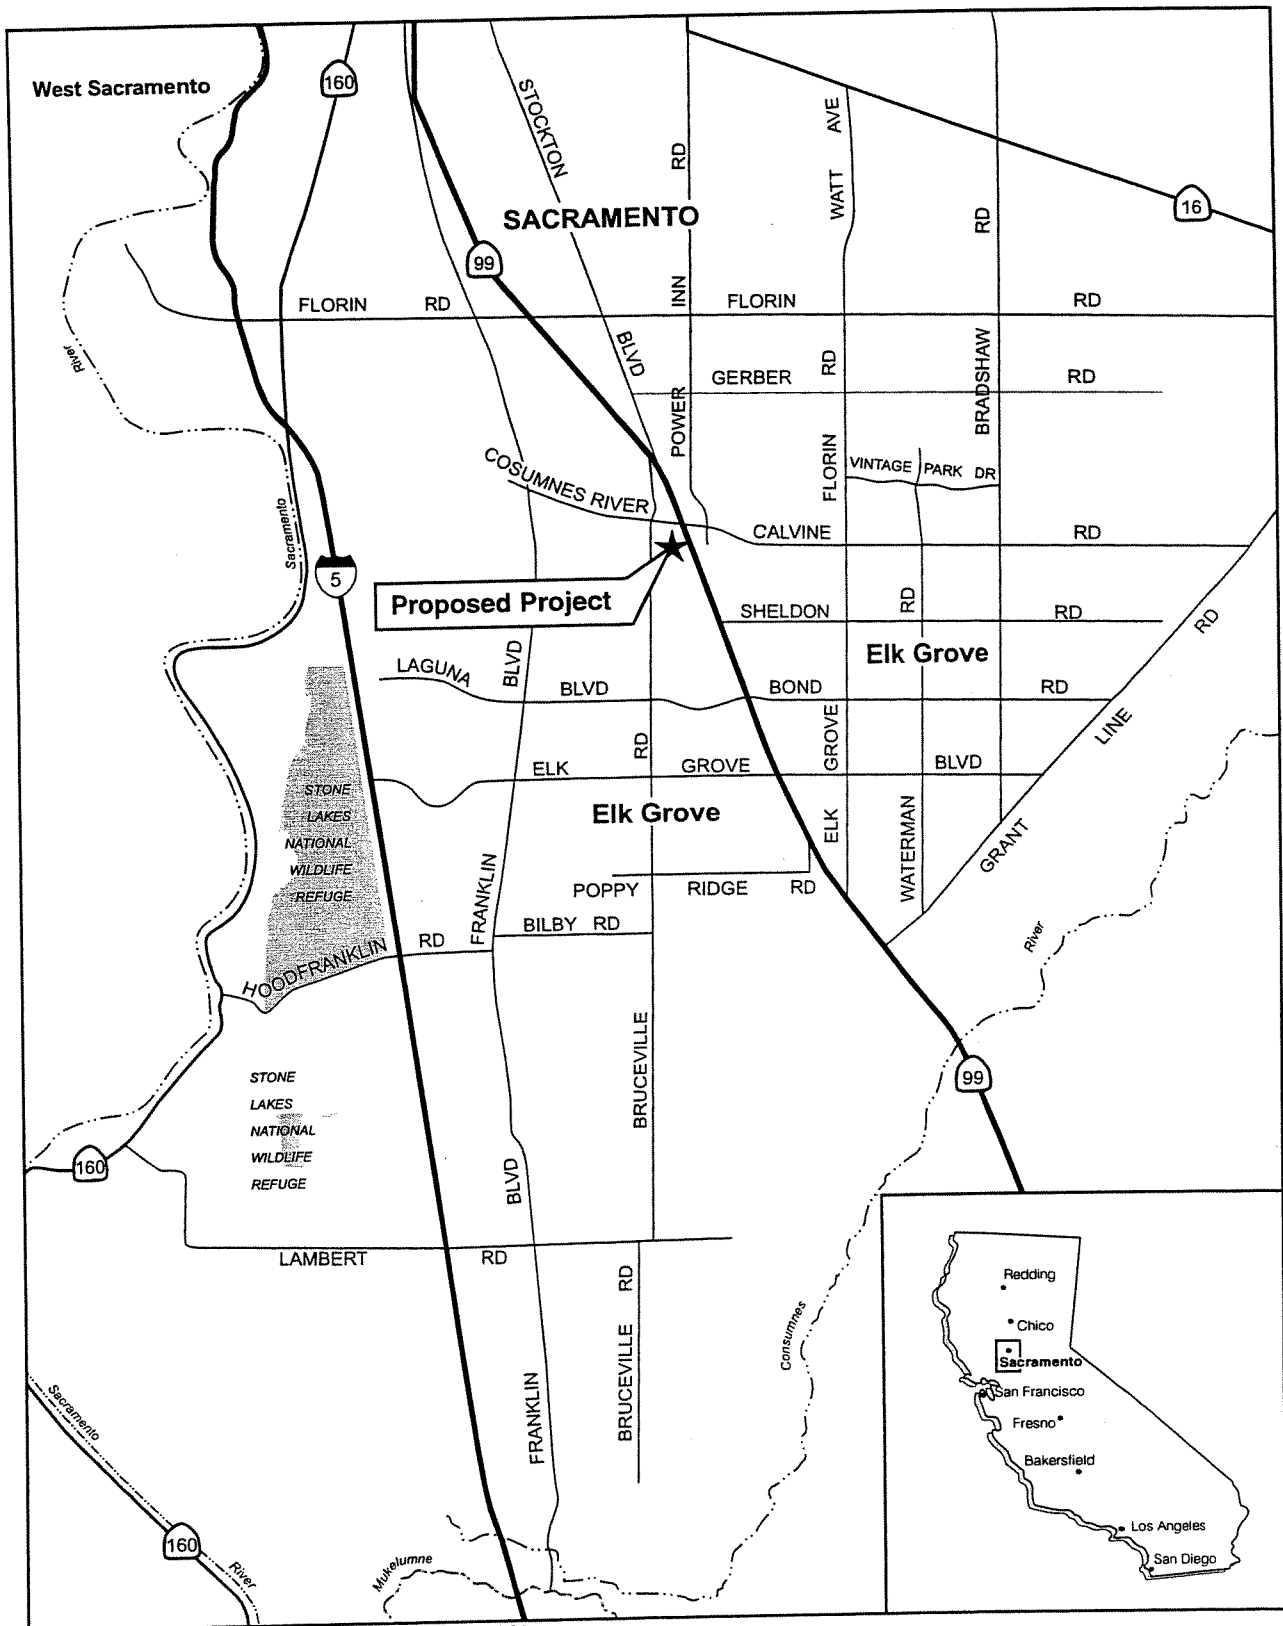 West Sacramento
160
STOCKTON
BLVD
SACRAMENTO
99
POWER INN RD
WATT AVE
BRADSHAW RD
16
FLORIN RD
FLORIN RD
River
Sacramento
GERBER RD
ELK GROVE FLORIN RD
VINTAGE PARK DR
COSUMNES RIVER
CALVINE RD
5
Proposed Project
SHELDON RD
WATERMAN RD
Elk Grove
GRANT LINE RD
LAGUNA BLVD
BOND RD
FRANKLIN BLVD
BRUCEVILLE RD
ELK GROVE BLVD
Elk Grove
STONE
LAKES
NATIONAL
WILDLIFE
REFUGE
POPPY RIDGE RD
BILBY RD
HOODFRANKLIN RD
River
99
STONE
LAKES
NATIONAL
WILDLIFE
REFUGE
160
LAMBERT RD
FRANKLIN BLVD
BRUCEVILLE RD
Consumnes
Sacramento
160
River
Mukelumne
Redding
Chico
Sacramento
San Francisco
Fresno
Bakersfield
Los Angeles
San Diego